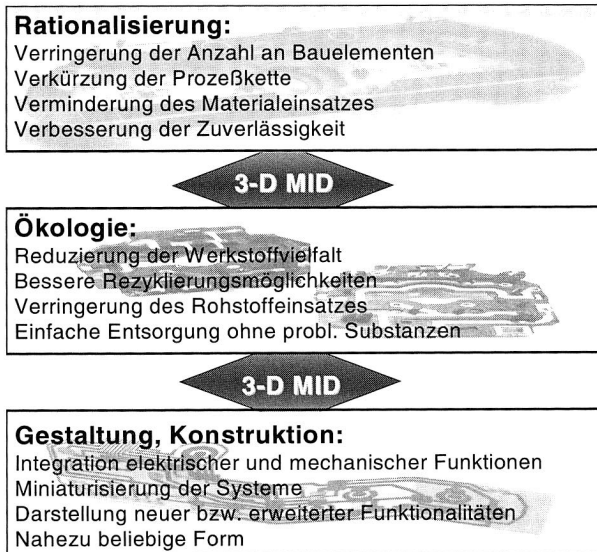 Rationalisierung:
Verringerung der Anzahl an Bauelementen
Verkürzung der Prozeßkette
Verminderung des Materialeinsatzes
Verbesserung der Zuverlässigkeit
3-D MID
Ökologie:
Reduzierung der Werkstoffvielfalt
Bessere Rezyklierungsmöglichkeiten
Verringerung des Rohstoffeinsatzes
Einfache Entsorgung ohne probl. Substanzen
3-D MID
Gestaltung, Konstruktion:
Integration elektrischer und mechanischer Funktionen
Miniaturisierung der Systeme
Darstellung neuer bzw. erweiterter Funktionalitäten
Nahezu beliebige Form